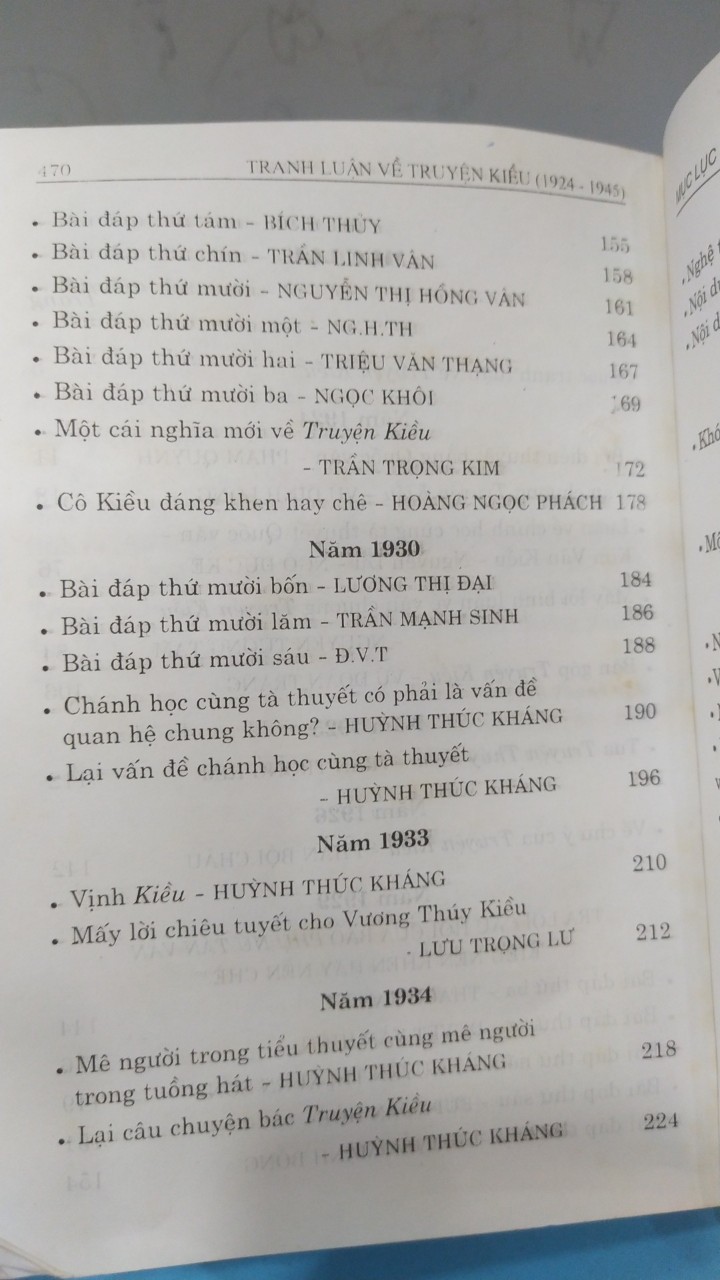 470 TRANH LUẬN VỀ TRUYỆN KIỀU (1924 - 1945)
• Bài đáp thứ tám - BÍCH THỦY 155
• Bài đáp thứ chín - TRẦN LINH VÂN 158
• Bài đáp thứ mười - NGUYỄN THỊ HỒNG VÂN 161
• Bài đáp thứ mười một - NG.H.TH 164
• Bài đáp thứ mười hai - TRIỆU VĂN THẠNG 167
• Bài đáp thứ mười ba - NGỌC KHÔI 169
• Một cái nghĩa mới về Truyện Kiều
- TRẦN TRỌNG KIM 172
• Cô Kiều đáng khen hay chê - HOÀNG NGỌC PHÁCH 178
Năm 1930
• Bài đáp thứ mười bốn - LƯƠNG THỊ ĐẠI 184
• Bài đáp thứ mười lăm - TRẦN MẠNH SINH 186
• Bài đáp thứ mười sáu - Đ.V.T 188
• Chánh học cùng tà thuyết có phải là vấn đề
quan hệ chung không? - HUỲNH THÚC KHÁNG 190
• Lại vấn đề chánh học cùng tà thuyết
- HUỲNH THÚC KHÁNG 196
Năm 1933
• Vịnh Kiều - HUỲNH THÚC KHÁNG 210
• Mấy lời chiêu tuyết cho Vương Thúy Kiều
- LƯU TRỌNG LƯ 212
Năm 1934
• Mê người trong tiểu thuyết cùng mê người
trong tuồng hát - HUỲNH THÚC KHÁNG 218
• Lại câu chuyện bác Truyện Kiều
- HUỲNH THÚC KHÁNG 224
MỤC LỤC
• Nghệ
• Nội
• Nội